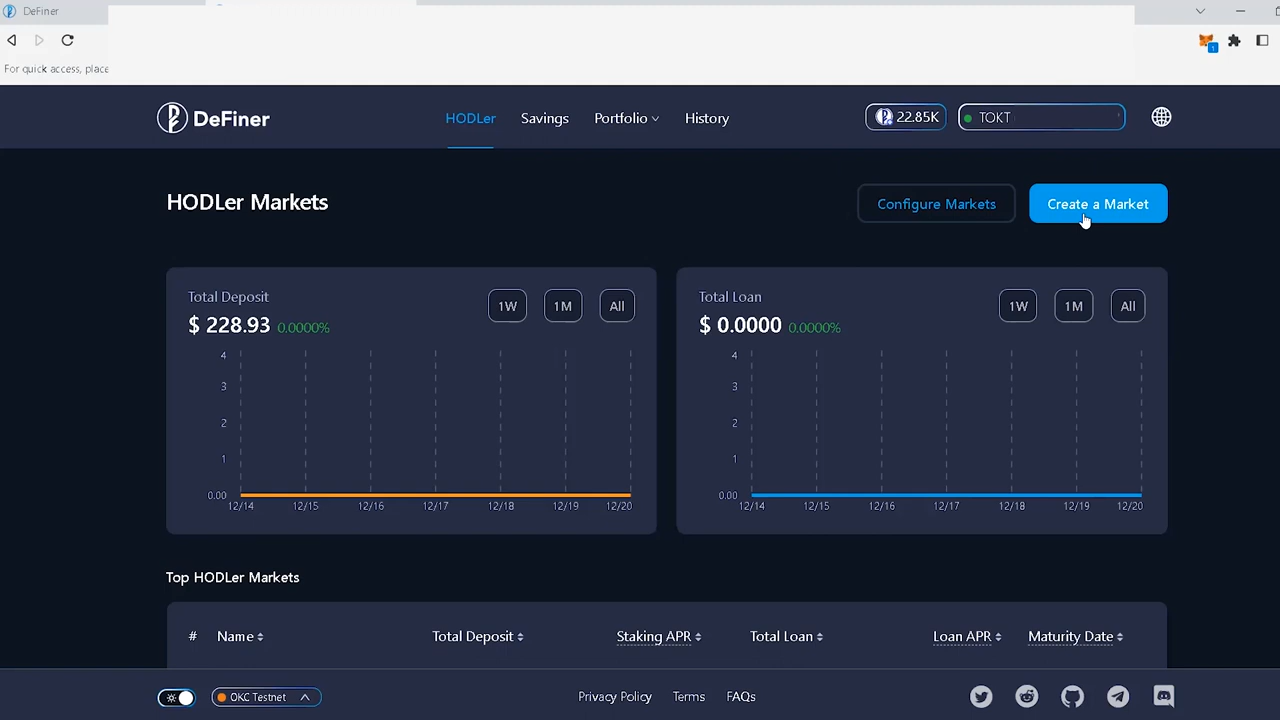 DeFiner
For quick access, place
1
DeFiner
HODLer Savings Portfolio History
22.85K
TOKT
HODLer Markets
Configure Markets
Create a Market
Total Deposit
$ 228.93 0.0000%
1W 1M All
4
3
2
1
0.00
12/14 12/15 12/16 12/17 12/18 12/19 12/20
Total Loan
$ 0.0000 0.0000%
1W 1M All
4
3
2
1
0.00
12/14 12/15 12/16 12/17 12/18 12/19 12/20
Top HODLer Markets
# Name Total Deposit Staking APR Total Loan Loan APR Maturity Date
OKC Testnet
Privacy Policy Terms FAQs